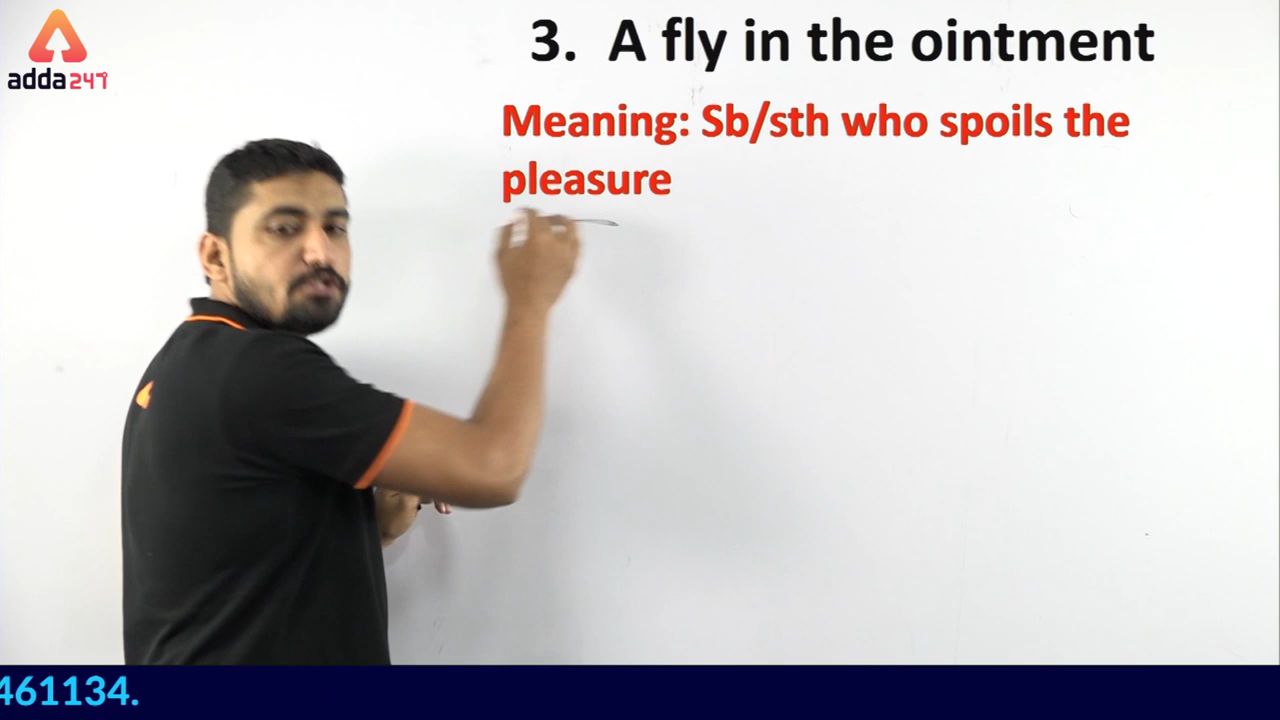 adda247
3. A fly in the ointment
Meaning: Sb/sth who spoils the
pleasure
461134.